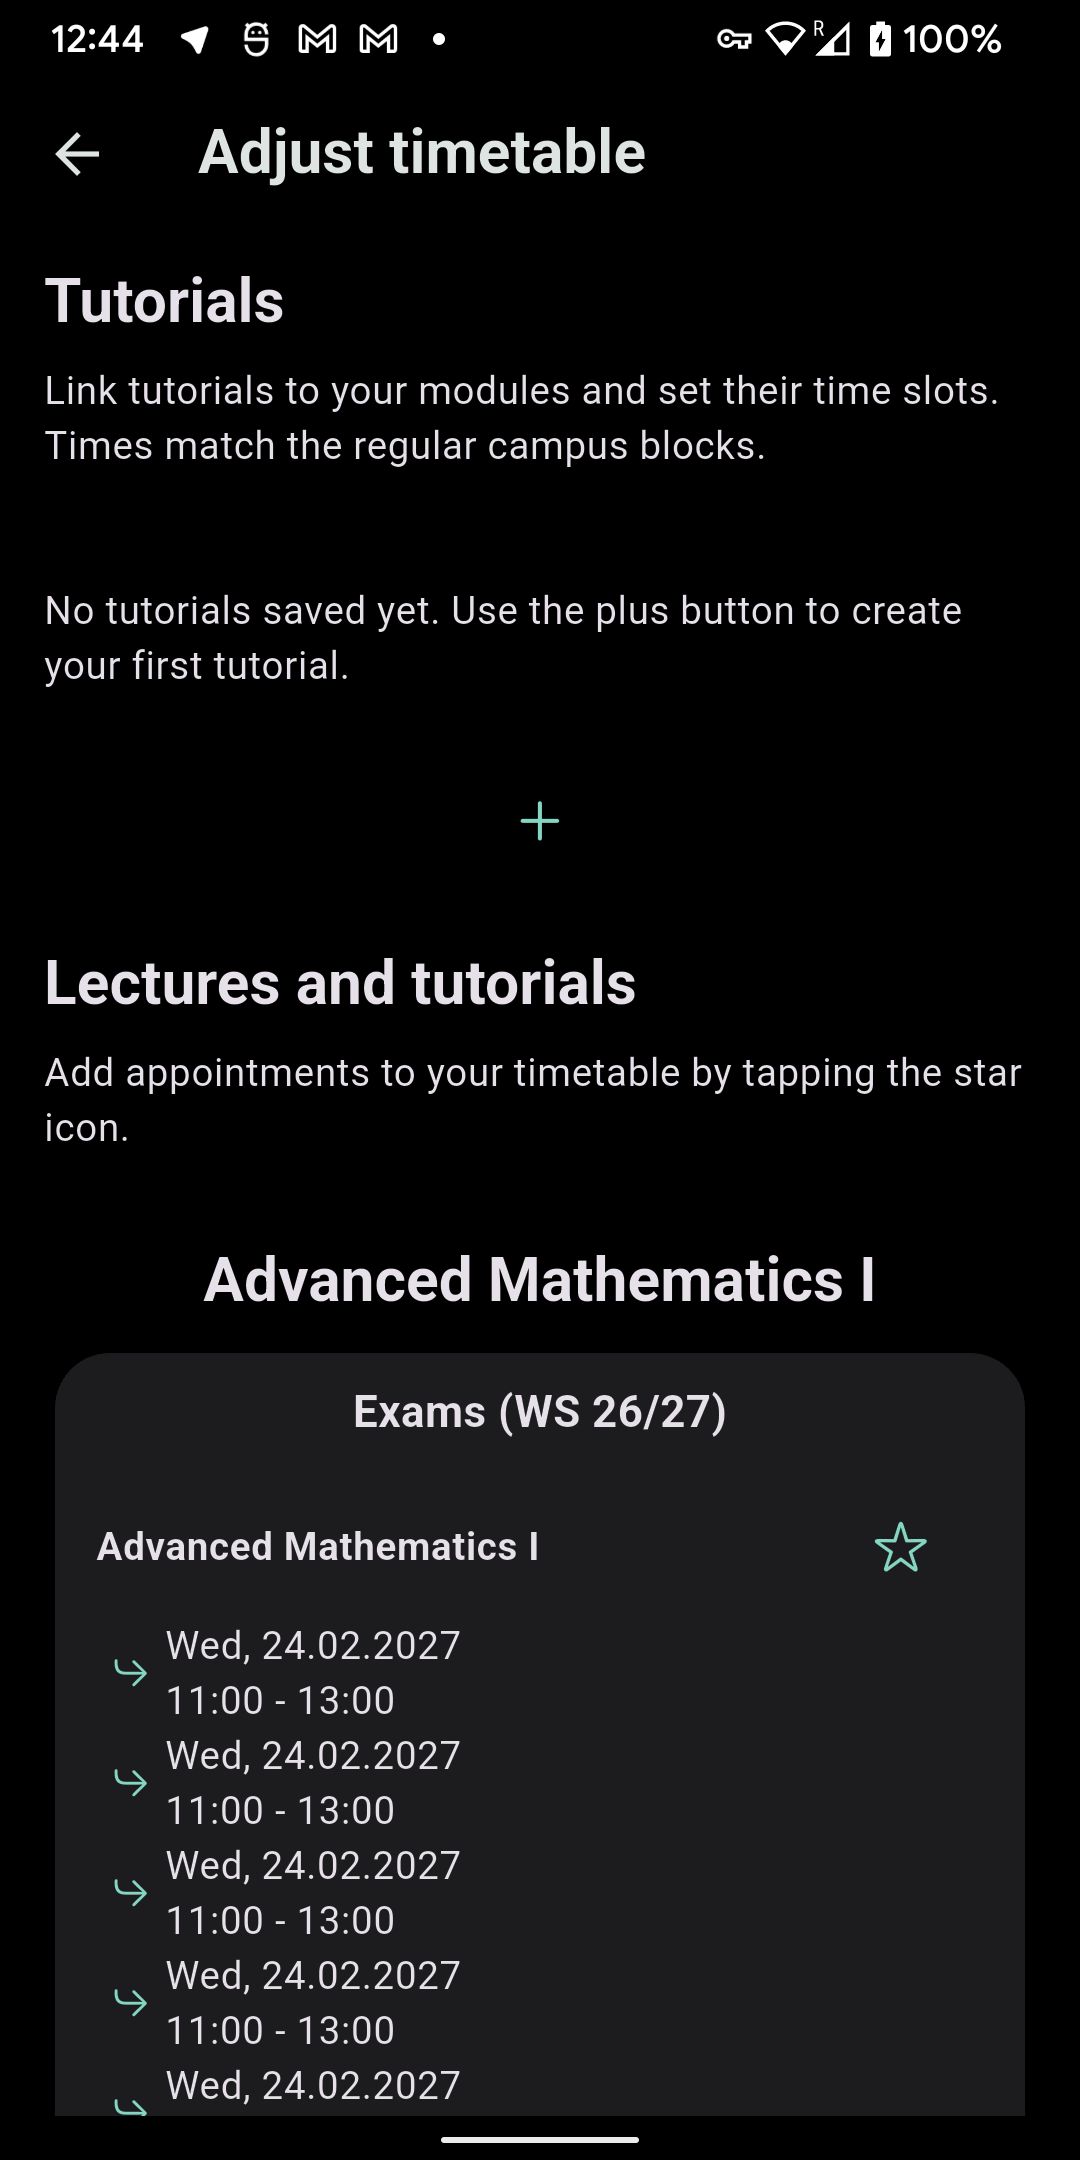 12:44
R
100%
Adjust timetable
Tutorials
Link tutorials to your modules and set their time slots.
Times match the regular campus blocks.
No tutorials saved yet. Use the plus button to create
your first tutorial.
Lectures and tutorials
Add appointments to your timetable by tapping the star
icon.
Advanced Mathematics I
Exams (WS 26/27)
Advanced Mathematics I
Wed, 24.02.2027
11:00 - 13:00
Wed, 24.02.2027
11:00 - 13:00
Wed, 24.02.2027
11:00 - 13:00
Wed, 24.02.2027
11:00 - 13:00
Wed, 24.02.2027